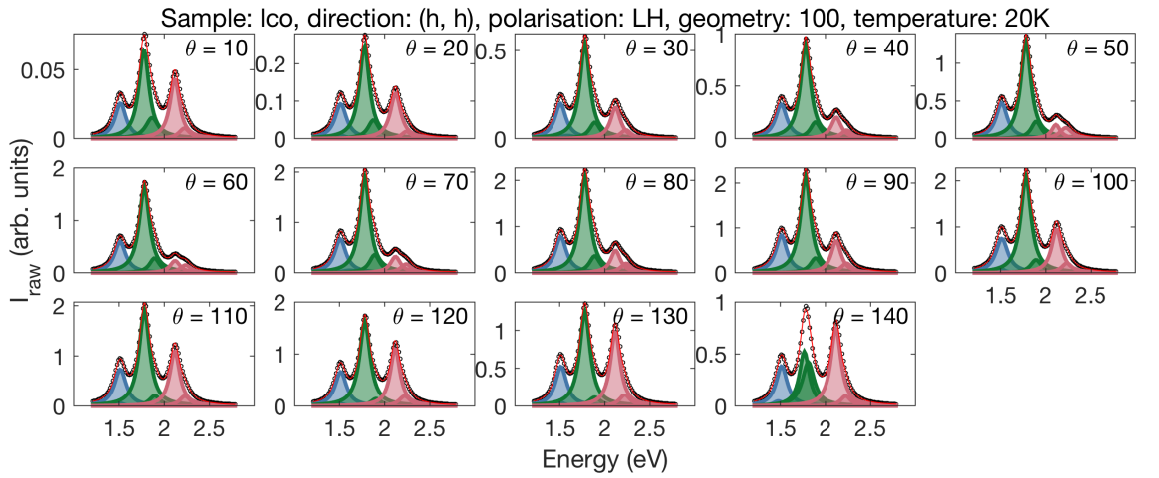 Sample: lco, direction: (h, h), polarisation: LH, geometry: 100, temperature: 20K
I_raw (arb. units)
θ = 10
0.05
0
θ = 20
0.2
0.1
0
θ = 30
0.5
0
θ = 40
1
0.5
0
θ = 50
1
0.5
0
θ = 60
2
1
0
θ = 70
2
1
0
θ = 80
2
1
0
θ = 90
2
1
0
θ = 100
2
1
0
1.5 2 2.5
θ = 110
2
1
0
1.5 2 2.5
θ = 120
2
1
0
1.5 2 2.5
θ = 130
1
0.5
0
1.5 2 2.5
θ = 140
1
0.5
0
1.5 2 2.5
Energy (eV)